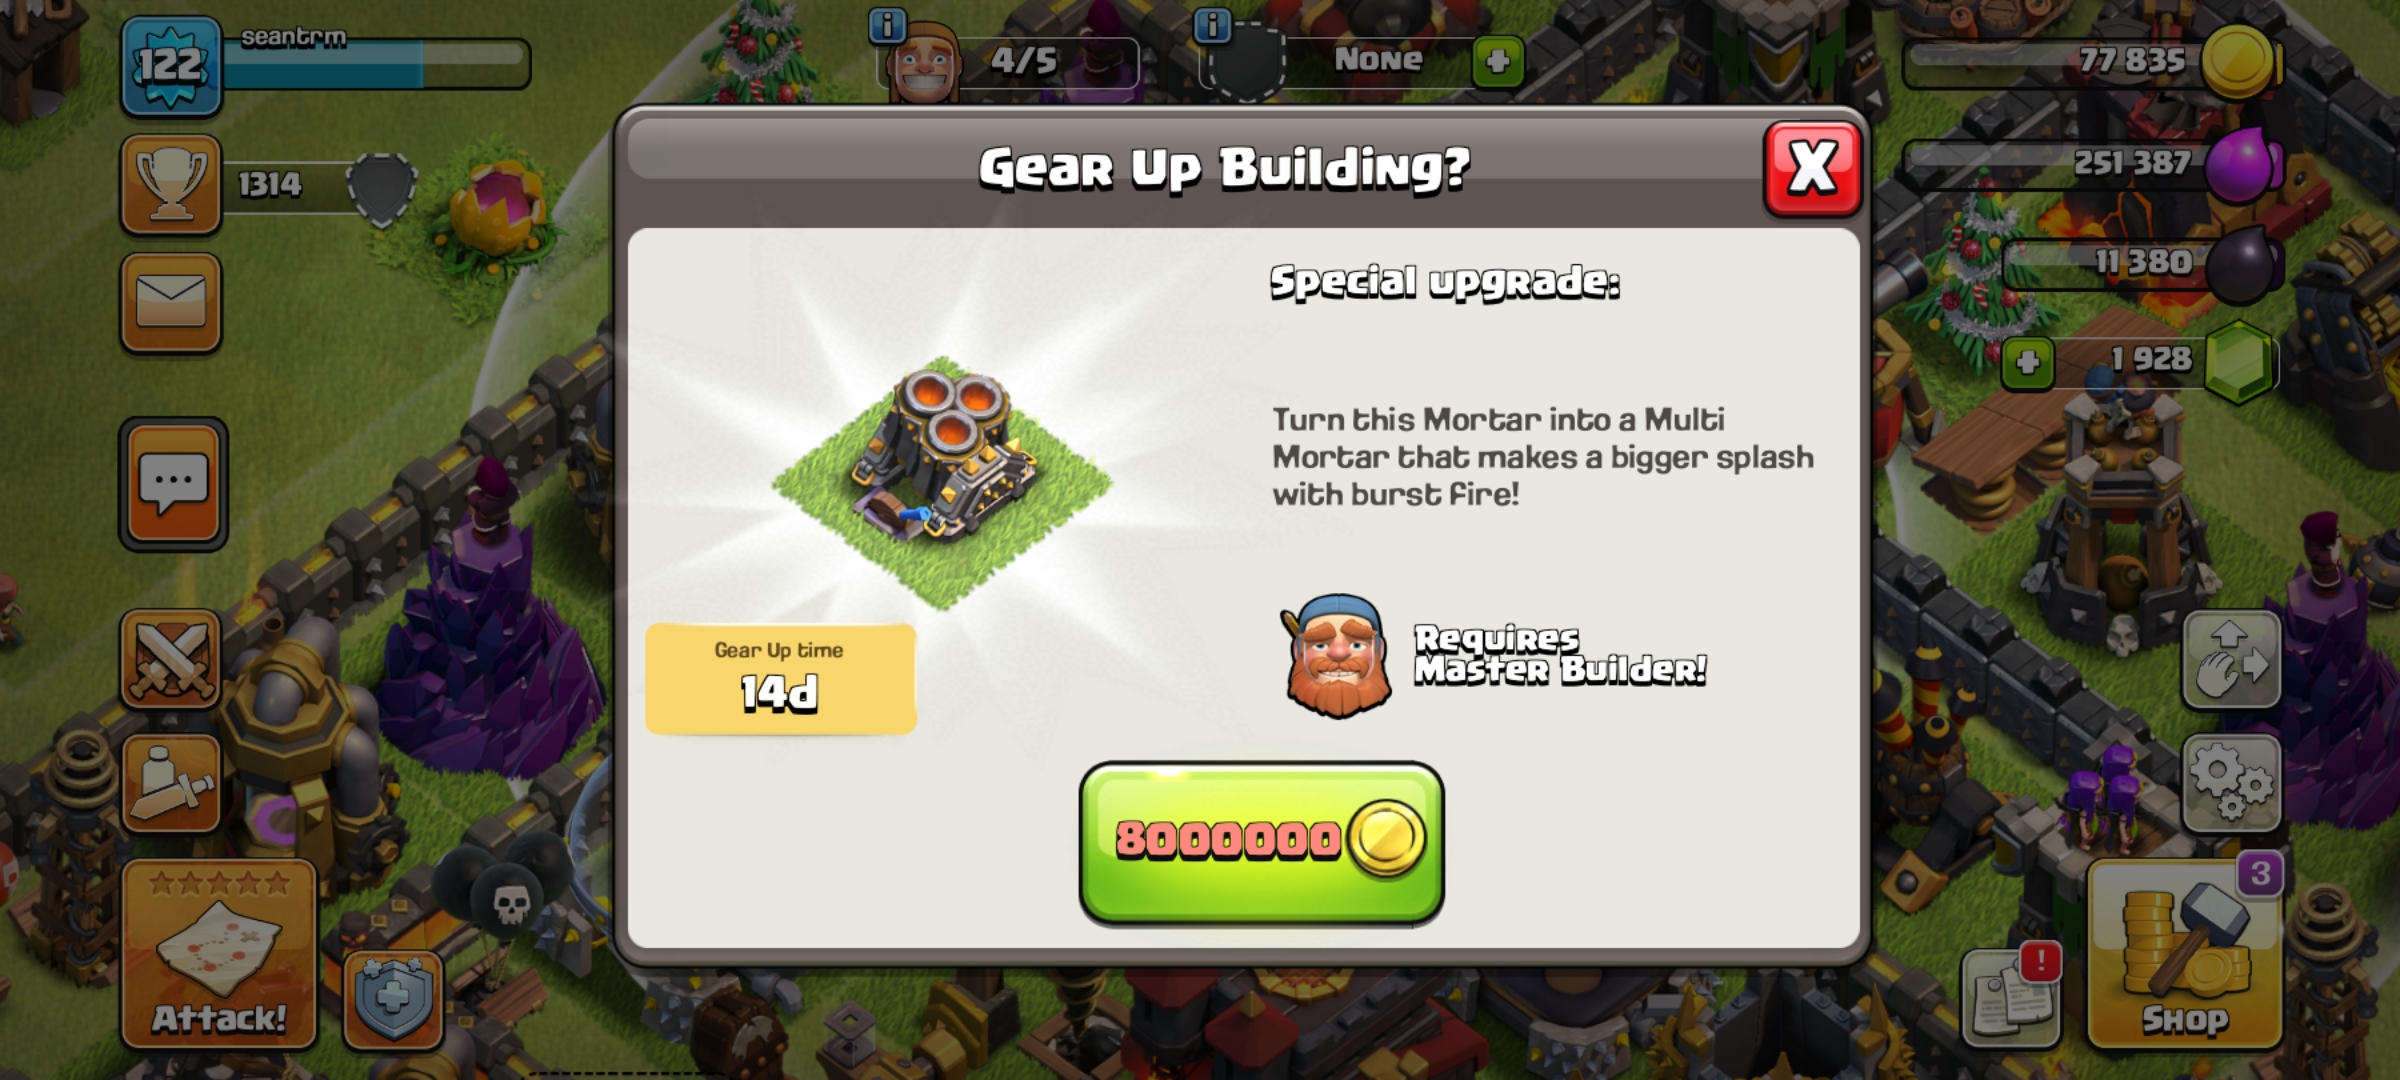 122
seantrm
4/5
None
77 835
1314
251 387
11 380
1 928
Gear Up Building?
X
Special upgrade:
Turn this Mortar into a Multi
Mortar that makes a bigger splash
with burst fire!
Requires
Master Builder!
Gear Up time
14d
8000000
Attack!
3
!
Shop